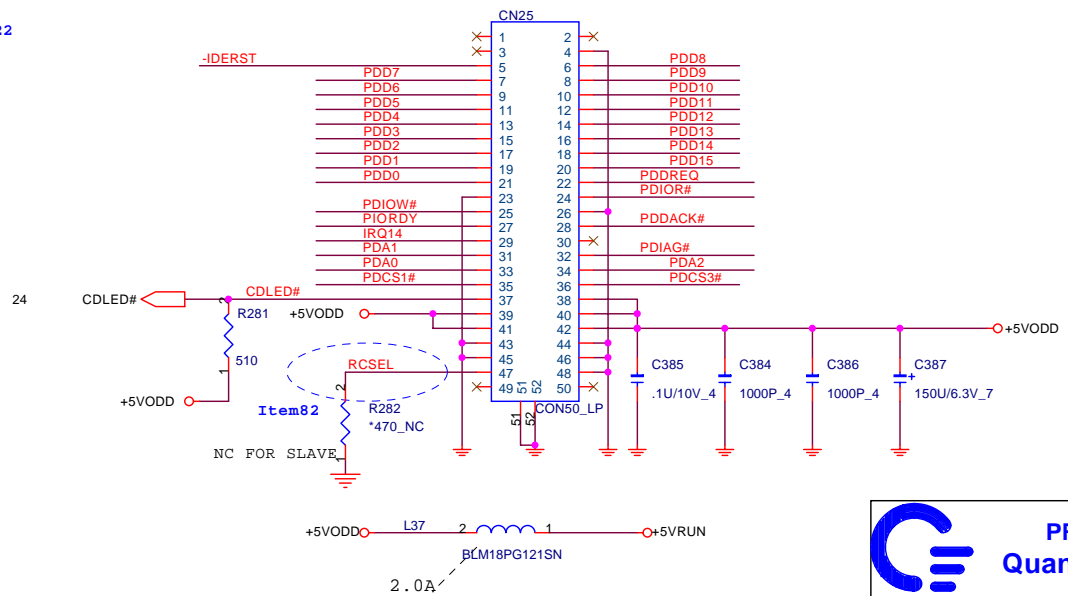 R2
CN25
1 2
3 4
-IDERST 5 6 PDD8
PDD7 7 8 PDD9
PDD6 9 10 PDD10
PDD5 11 12 PDD11
PDD4 13 14 PDD12
PDD3 15 16 PDD13
PDD2 17 18 PDD14
PDD1 19 20 PDD15
PDD0 21 22 PDDREQ
23 24 PDIOR#
PDIOW# 25 26
PIORDY 27 28 PDDACK#
IRQ14 29 30
PDA1 31 32 PDIAG#
PDA0 33 34 PDA2
PDCS1# 35 36 PDCS3#
24 CDLED# CDLED# 37 38
2 R281 +5VODD 39 40
41 42 +5VODD
43 44
510 45 46 C385 C384 C386 C387
1 RCSEL 47 48 .1U/10V_4 1000P_4 1000P_4 + 150U/6.3V_7
49 51 52 50
+5VODD
2
Item82 R282 CON50_LP
*470_NC 51 52
NC FOR SLAVE 1
+5VODD L37 2 1 +5VRUN
BLM18PG121SN
2.0A
PR
Quan